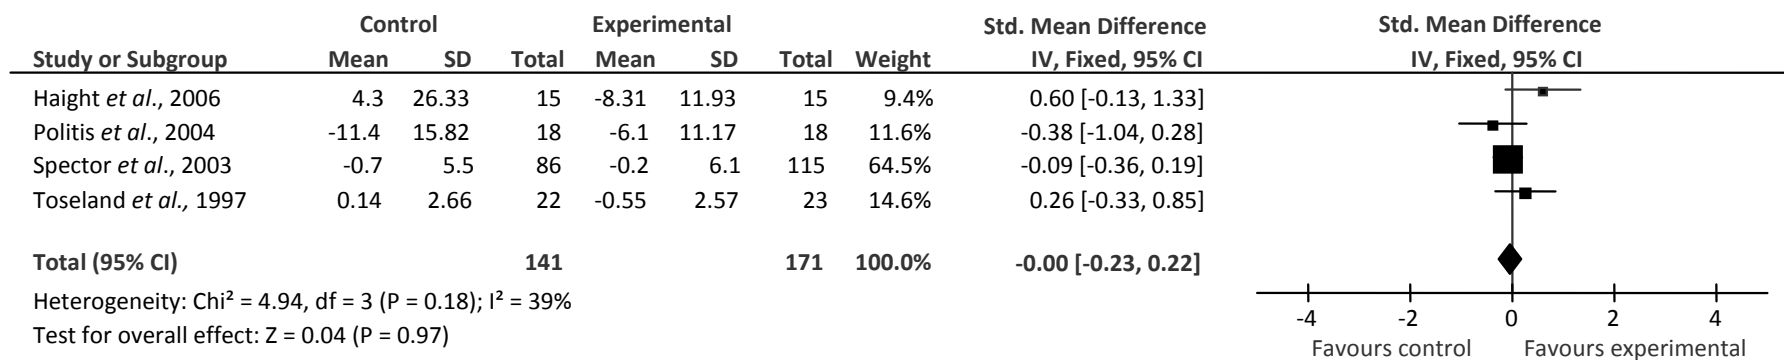 Control Experimental Std. Mean Difference Std. Mean Difference
Study or Subgroup Mean SD Total Mean SD Total Weight IV, Fixed, 95% CI IV, Fixed, 95% CI
Haight et al., 2006 4.3 26.33 15 -8.31 11.93 15 9.4% 0.60 [-0.13, 1.33]
Politis et al., 2004 -11.4 15.82 18 -6.1 11.17 18 11.6% -0.38 [-1.04, 0.28]
Spector et al., 2003 -0.7 5.5 86 -0.2 6.1 115 64.5% -0.09 [-0.36, 0.19]
Toseland et al., 1997 0.14 2.66 22 -0.55 2.57 23 14.6% 0.26 [-0.33, 0.85]
Total (95% CI) 141 171 100.0% -0.00 [-0.23, 0.22]
Heterogeneity: Chi² = 4.94, df = 3 (P = 0.18); I² = 39%
Test for overall effect: Z = 0.04 (P = 0.97)
-4 -2 0 2 4
Favours control Favours experimental